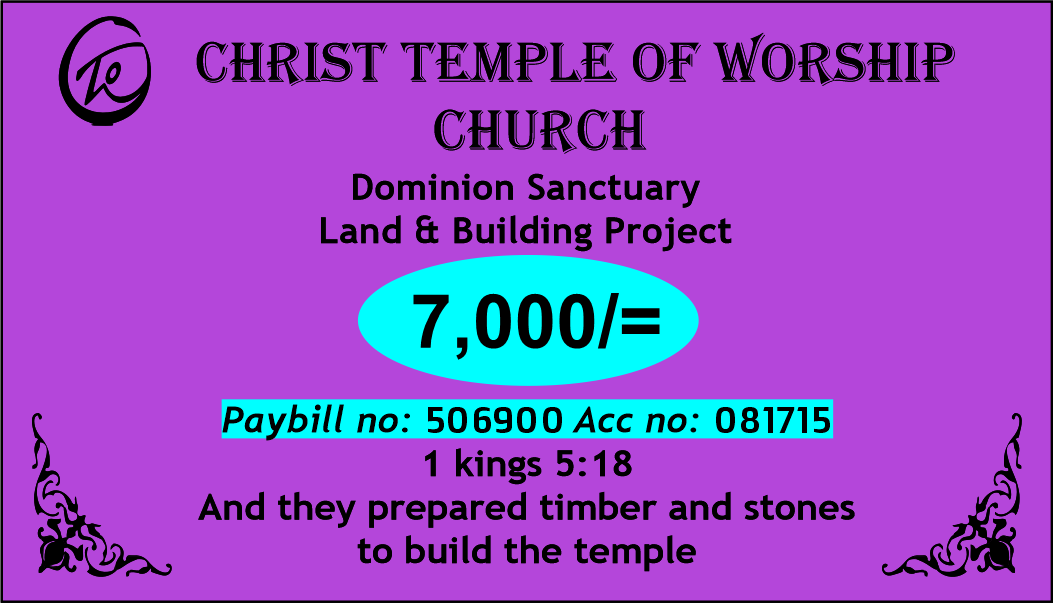 CTO
CHRIST TEMPLE OF WORSHIP
CHURCH
Dominion Sanctuary
Land & Building Project
7,000/=
Paybill no: 506900 Acc no: 081715
1 kings 5:18
And they prepared timber and stones
to build the temple